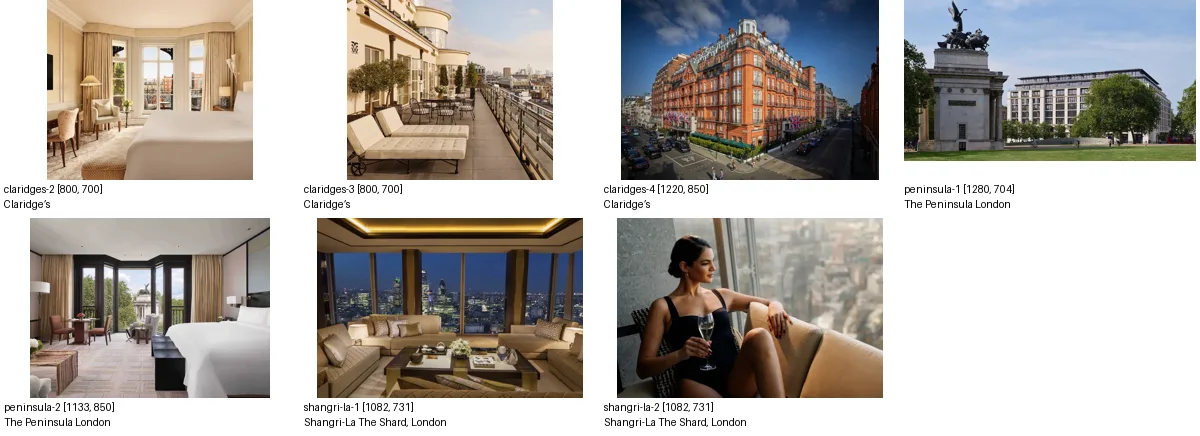 claridges-2 [800, 700]
Claridge's
claridges-3 [800, 700]
Claridge's
claridges-4 [1220, 850]
Claridge's
peninsula-1 [1280, 704]
The Peninsula London
peninsula-2 [1133, 850]
The Peninsula London
shangri-la-1 [1082, 731]
Shangri-La The Shard, London
shangri-la-2 [1082, 731]
Shangri-La The Shard, London